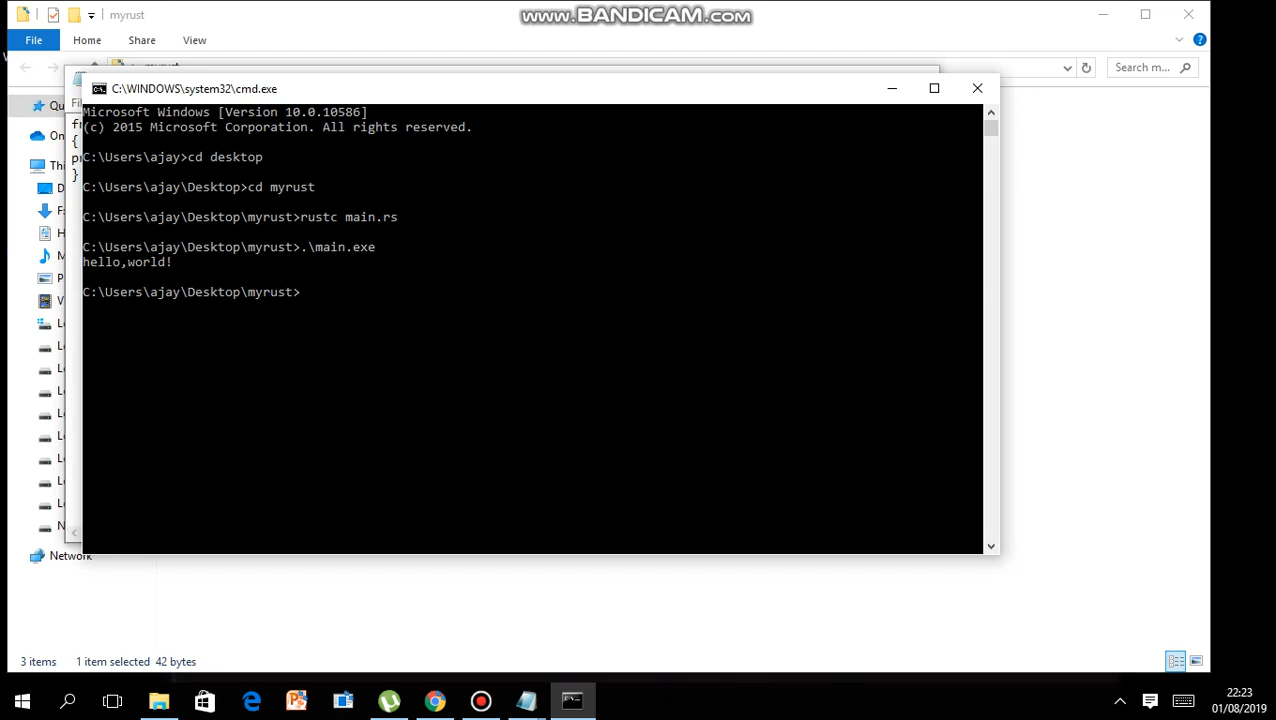 myrust
www.BANDICAM.com
File
Home
Share
View
Search m...
C:\WINDOWS\system32\cmd.exe
Microsoft Windows [Version 10.0.10586]
(c) 2015 Microsoft Corporation. All rights reserved.
C:\Users\ajay>cd desktop
C:\Users\ajay\Desktop>cd myrust
C:\Users\ajay\Desktop\myrust>rustc main.rs
C:\Users\ajay\Desktop\myrust>.\main.exe
hello,world!
C:\Users\ajay\Desktop\myrust>
Network
3 items
1 item selected 42 bytes
22:23
01/08/2019